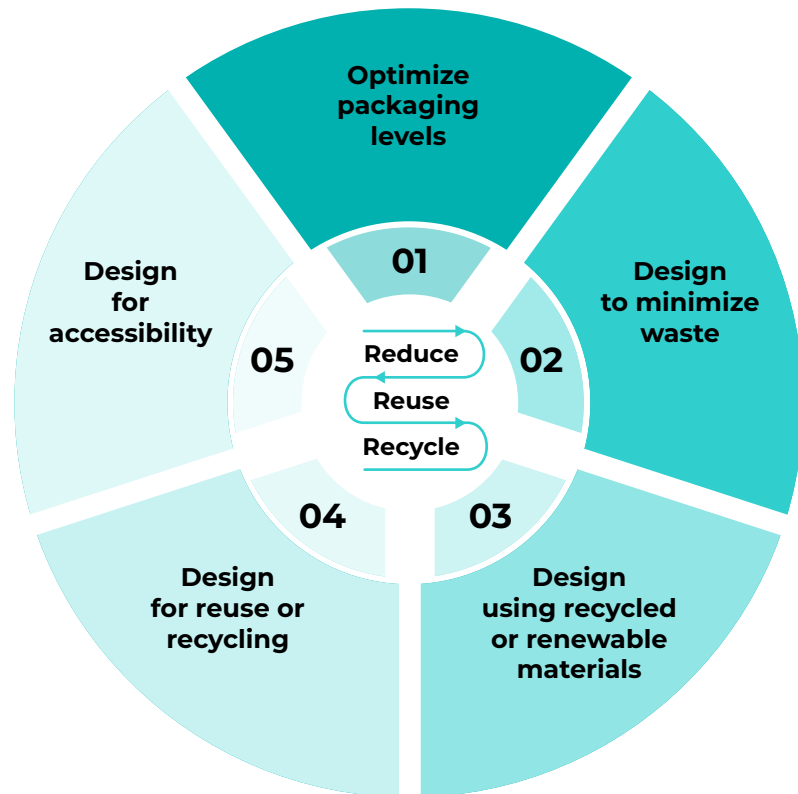 Optimize
packaging
levels
01
Design
to minimize
waste
02
Design
using recycled
or renewable
materials
03
Design
for reuse or
recycling
04
Design
for
accessibility
05
Reduce
Reuse
Recycle